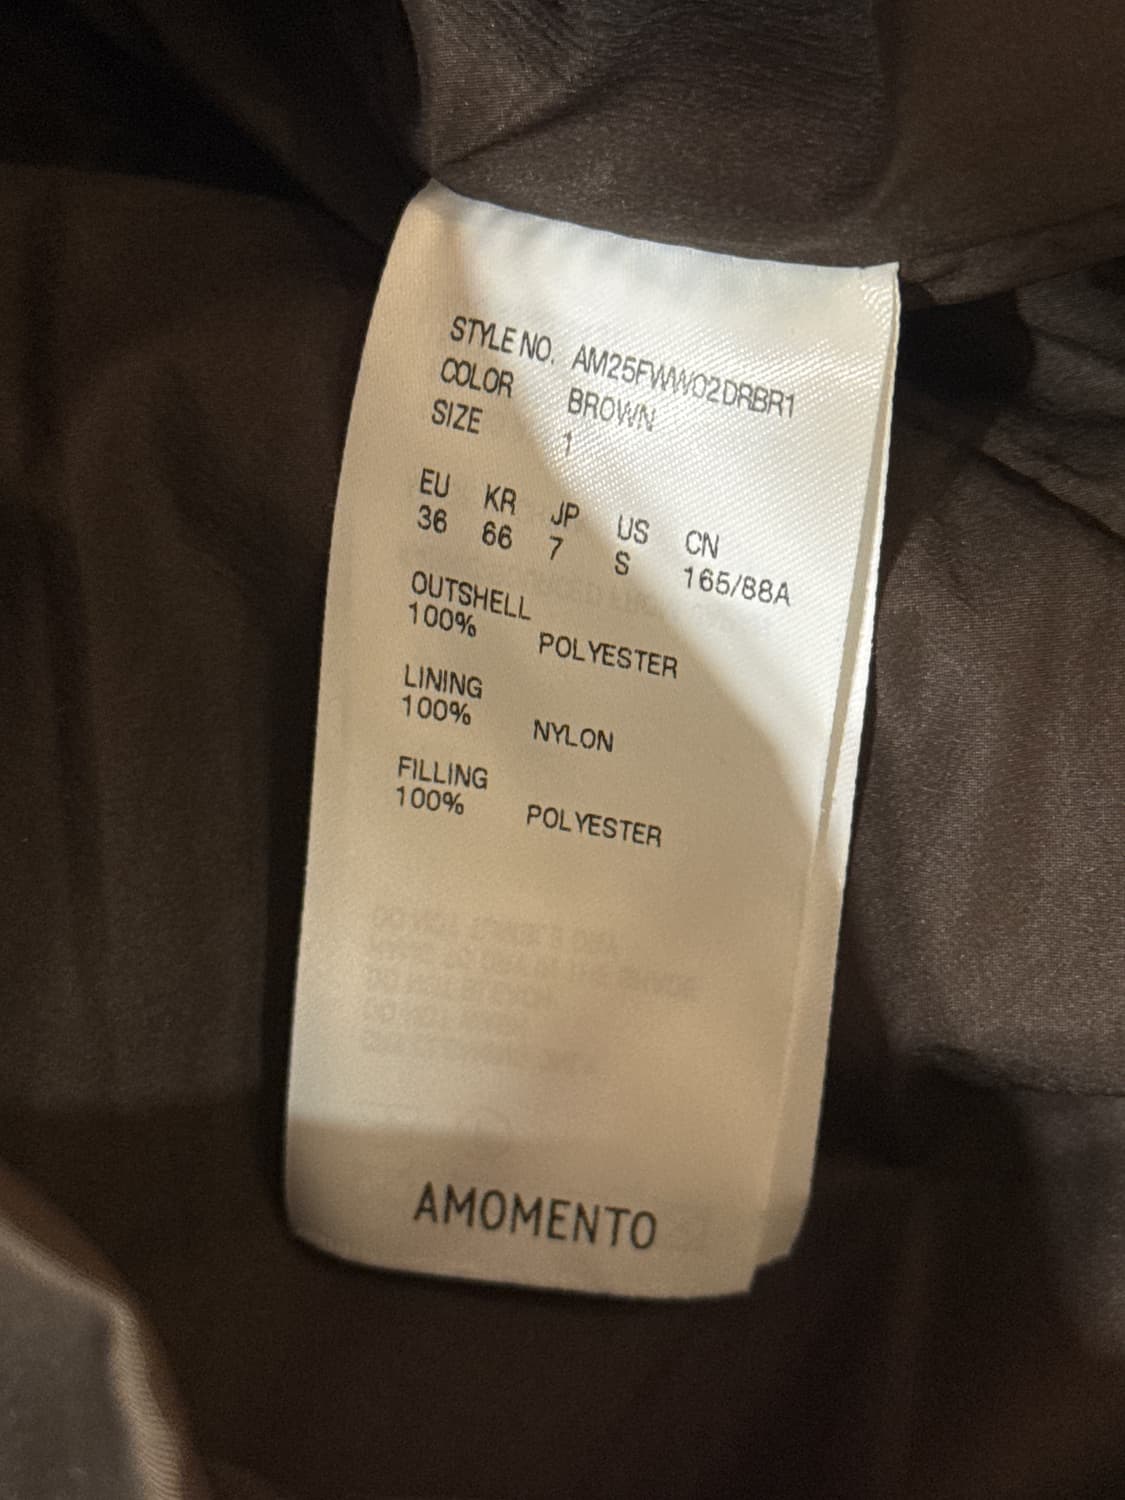 STYLE NO. AM25FWW02DRBR1
COLOR BROWN
SIZE 1
EU KR JP US CN
36 66 7 S 165/88A
OUTSHELL
100% POLYESTER
LINING
100% NYLON
FILLING
100% POLYESTER
AMOMENTO